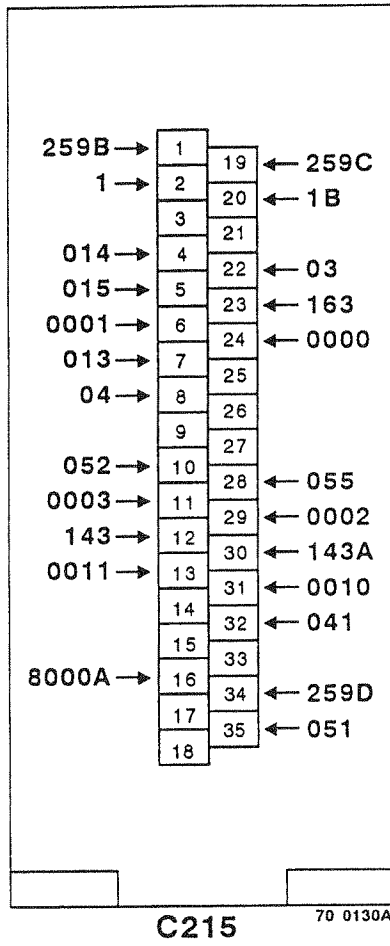 259B → 1
19 ← 259C
1 → 2
20 ← 1B
3
21
014 → 4
22 ← 03
015 → 5
23 ← 163
0001 → 6
24 ← 0000
013 → 7
25
04 → 8
26
9
27
052 → 10
28 ← 055
0003 → 11
29 ← 0002
143 → 12
30 ← 143A
0011 → 13
31 ← 0010
14
32 ← 041
15
33
8000A → 16
34 ← 259D
17
35 ← 051
18
C215
70 0130A